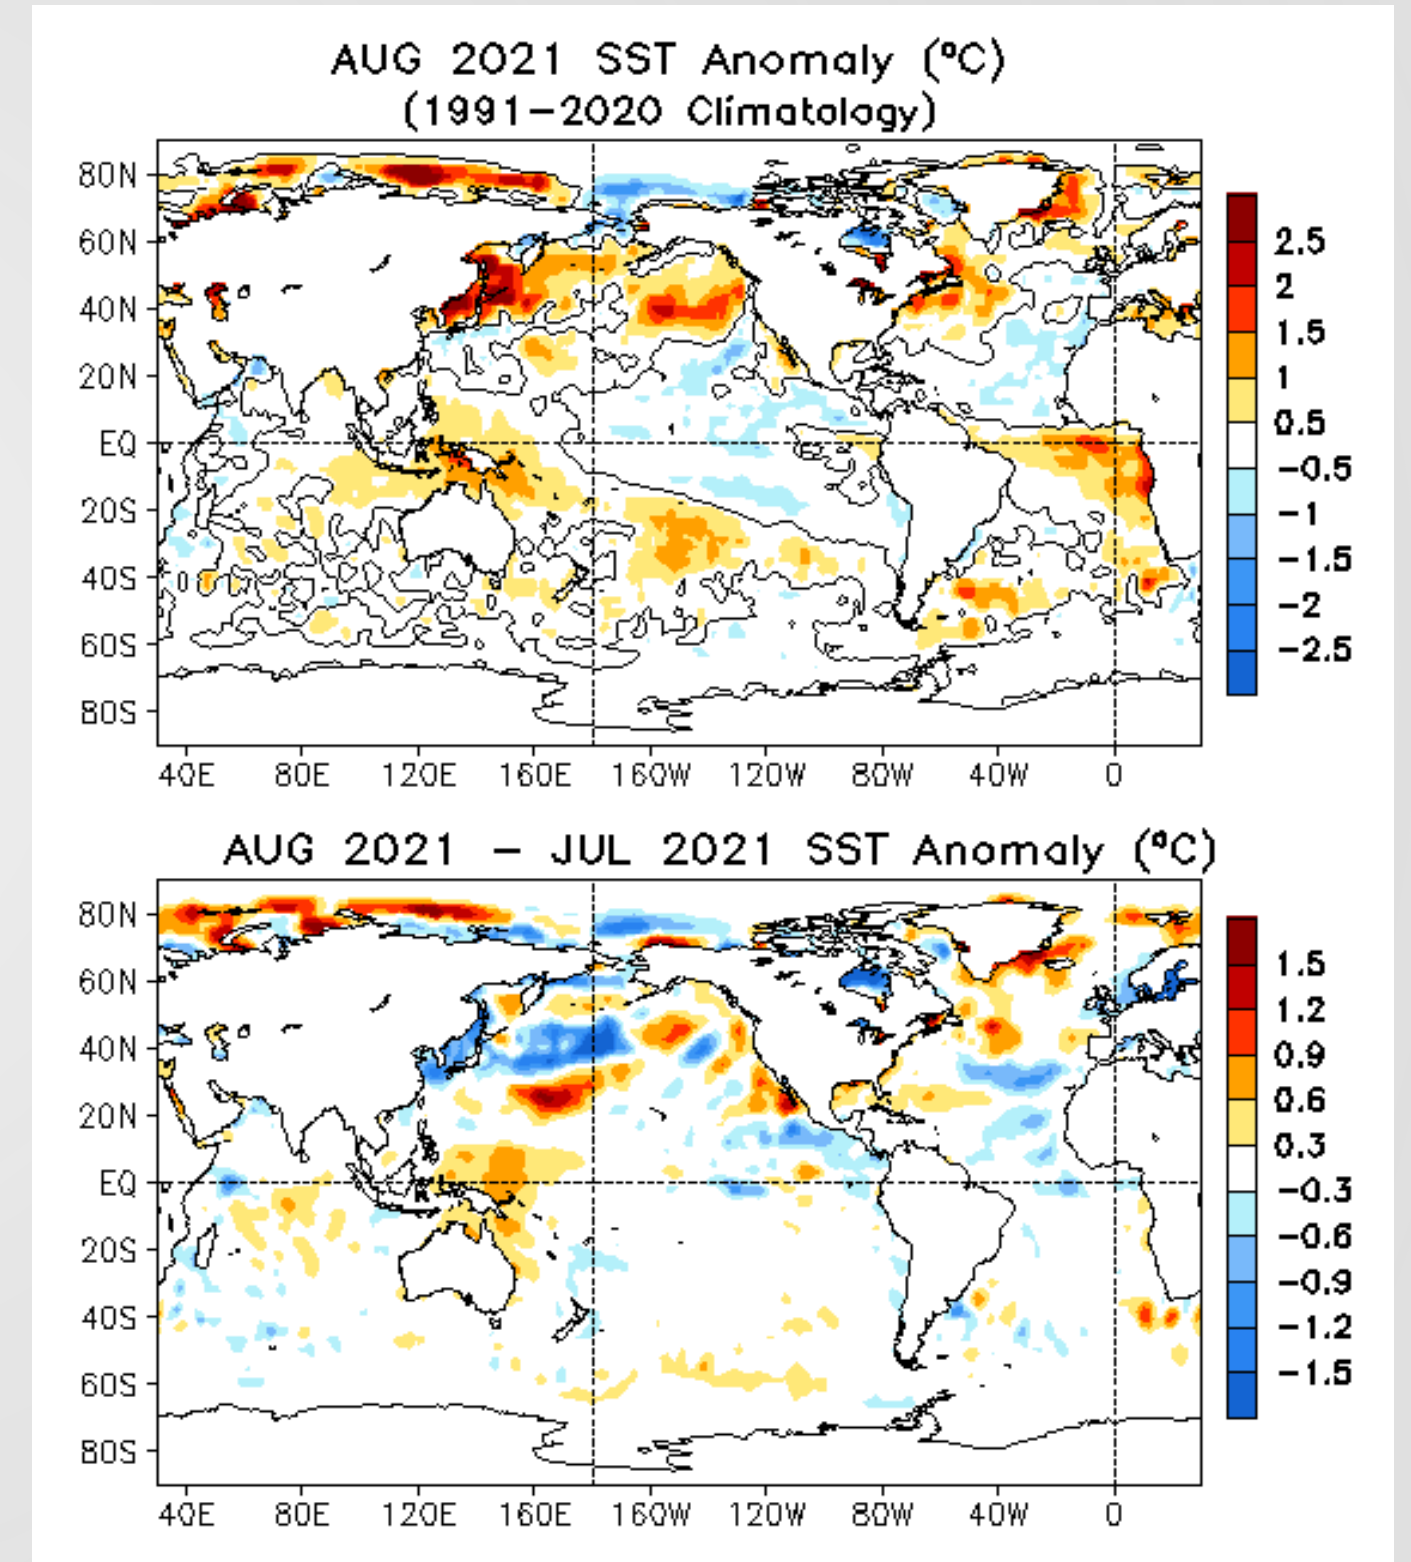 AUG 2021 SST Anomaly (°C)
(1991-2020 Climatology)
80N
60N
40N
20N
EQ
20S
40S
60S
80S
40E 80E 120E 160E 160W 120W 80W 40W 0
2.5
2
1.5
1
0.5
-0.5
-1
-1.5
-2
-2.5
AUG 2021 - JUL 2021 SST Anomaly (°C)
80N
60N
40N
20N
EQ
20S
40S
60S
80S
40E 80E 120E 160E 160W 120W 80W 40W 0
1.5
1.2
0.9
0.6
0.3
-0.3
-0.6
-0.9
-1.2
-1.5